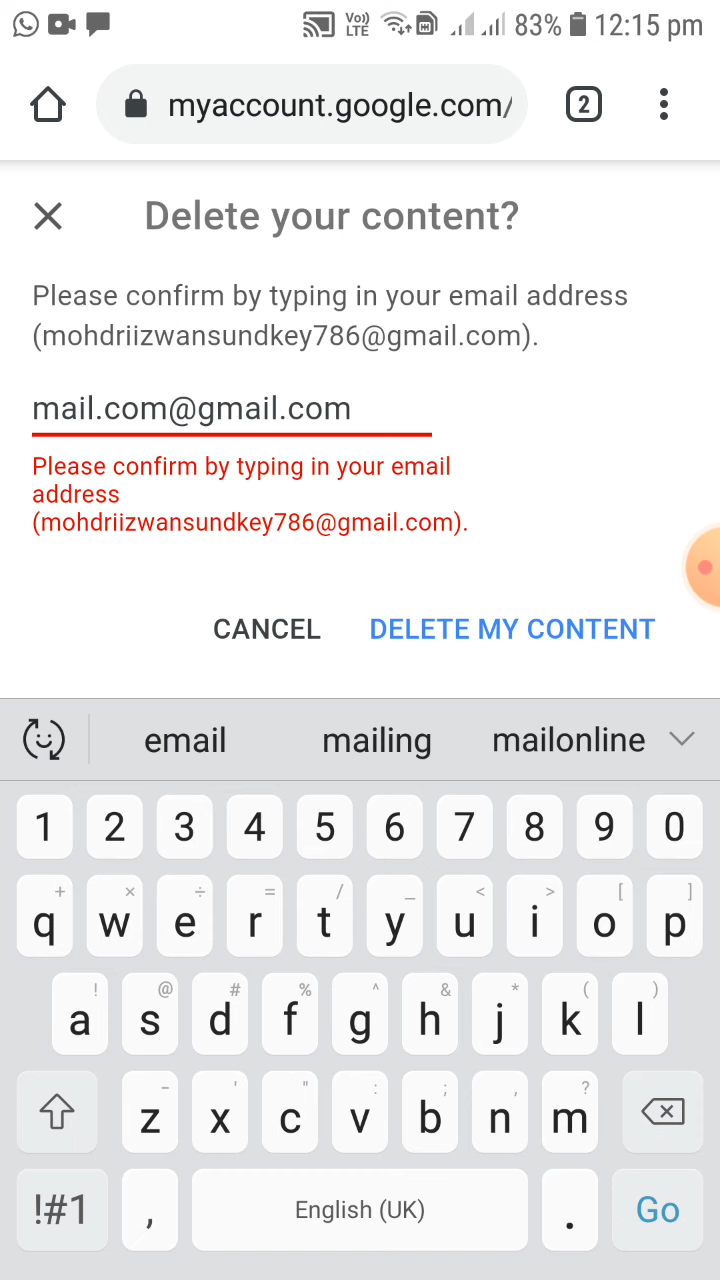 Vo)) LTE 83% 12:15 pm
myaccount.google.com/ 2
Delete your content?
Please confirm by typing in your email address
(mohdriizwansundkey786@gmail.com).
mail.com@gmail.com
Please confirm by typing in your email
address
(mohdriizwansundkey786@gmail.com).
CANCEL DELETE MY CONTENT
email mailing mailonline
1 2 3 4 5 6 7 8 9 0
+ × ÷ = / _ < > [ ]
q w e r t y u i o p
! @ # % ^ & * ( )
a s d f g h j k l
- ' " : ; , ?
z x c v b n m
!#1 , English (UK) . Go